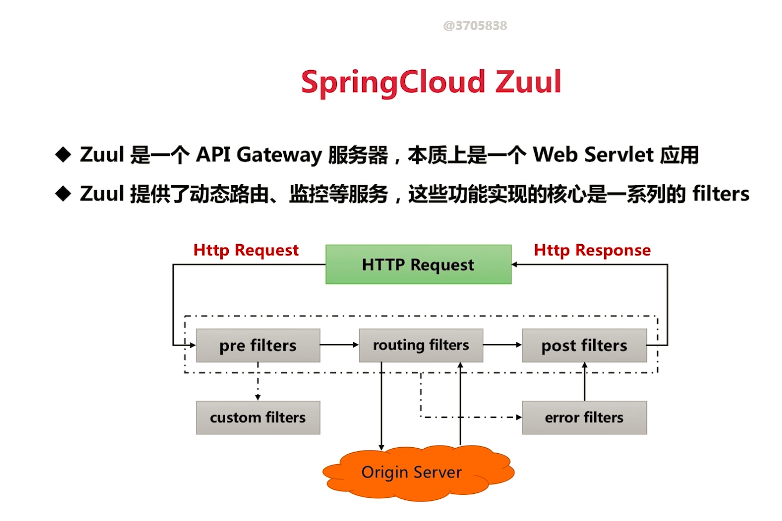 @3705838
SpringCloud Zuul
◆ Zuul 是一个 API Gateway 服务器，本质上是一个 Web Servlet 应用
◆ Zuul 提供了动态路由、监控等服务，这些功能实现的核心是一系列的 filters
Http Request
HTTP Request
Http Response
pre filters
routing filters
post filters
custom filters
error filters
Origin Server